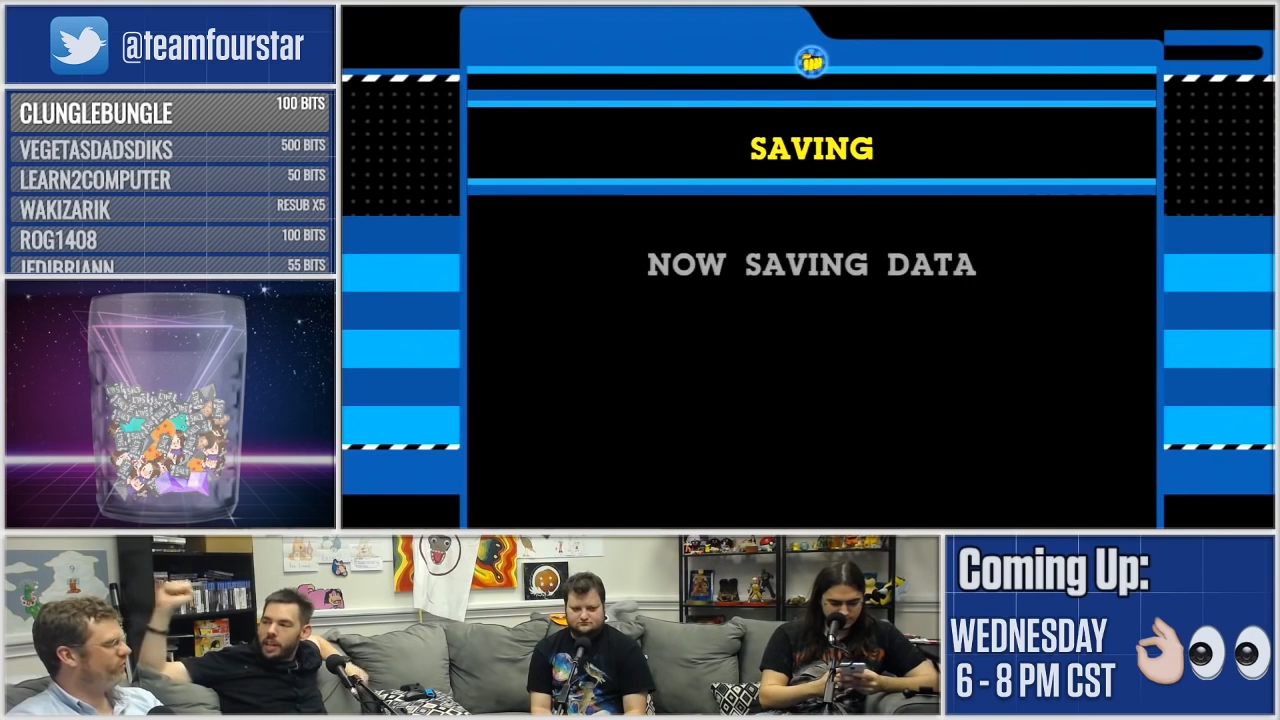 @teamfourstar
CLUNGLEBUNGLE 100 BITS
VEGETASDADSDIKS 500 BITS
LEARN2COMPUTER 50 BITS
WAKIZARIK RESUB X5
ROG1408 100 BITS
JEDIBRIANN 55 BITS
SAVING
NOW SAVING DATA
Coming Up:
WEDNESDAY
6 - 8 PM CST